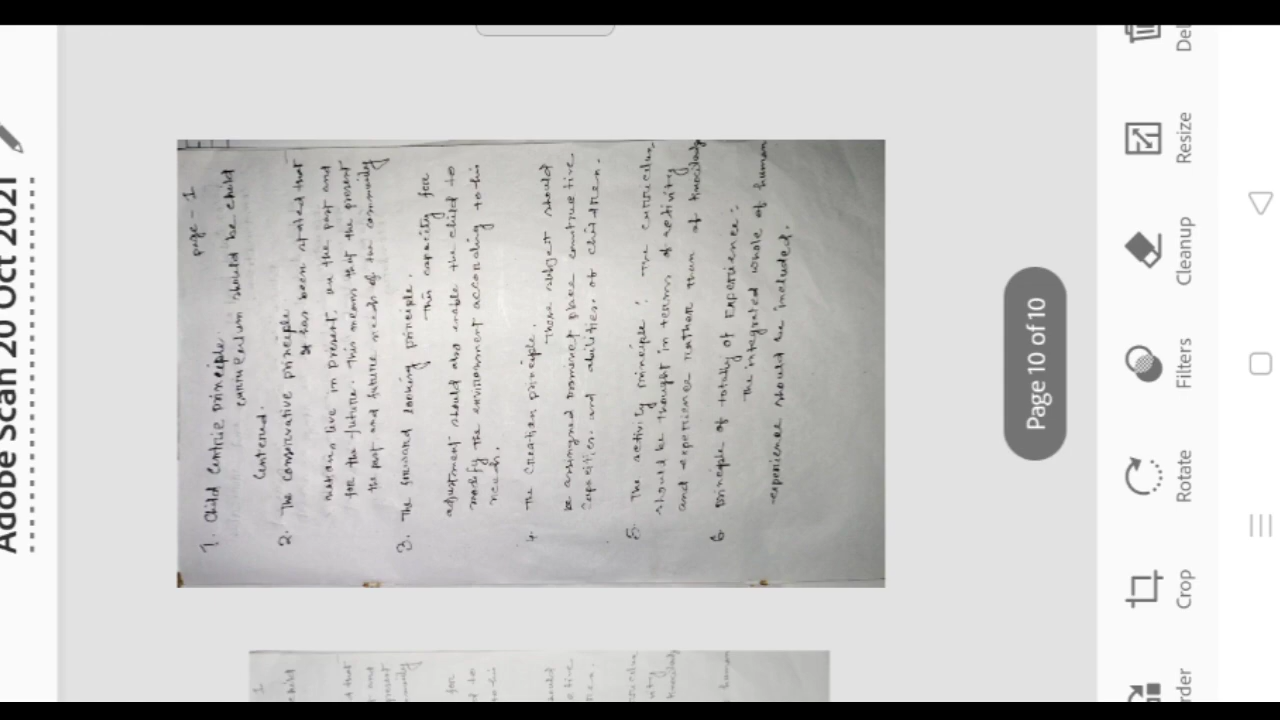 Adobe Scan 20 Oct 2021
page-1
1. Child Centric principle.
curriculum should be child
Centered.
2. The conservative principle
It has been stated that
nations live in present, on the past and
for the future. This means that the present
the past and future needs of the community
3. The forward looking principle.
This capacity for
adjustment should also enable the child to
modify the environment according to his
needs.
4. The creation principle.
Those subject should
be assigned place constructive
Capacities and abilities of children.
5. The activity principle : The curriculum
should be thought in terms of activity
and experience rather than of knowledge
6 principle of totally of Experience :
The integrated whole of human
experience should be included.
Page 10 of 10
Resize
Cleanup
Filters
Rotate
Crop